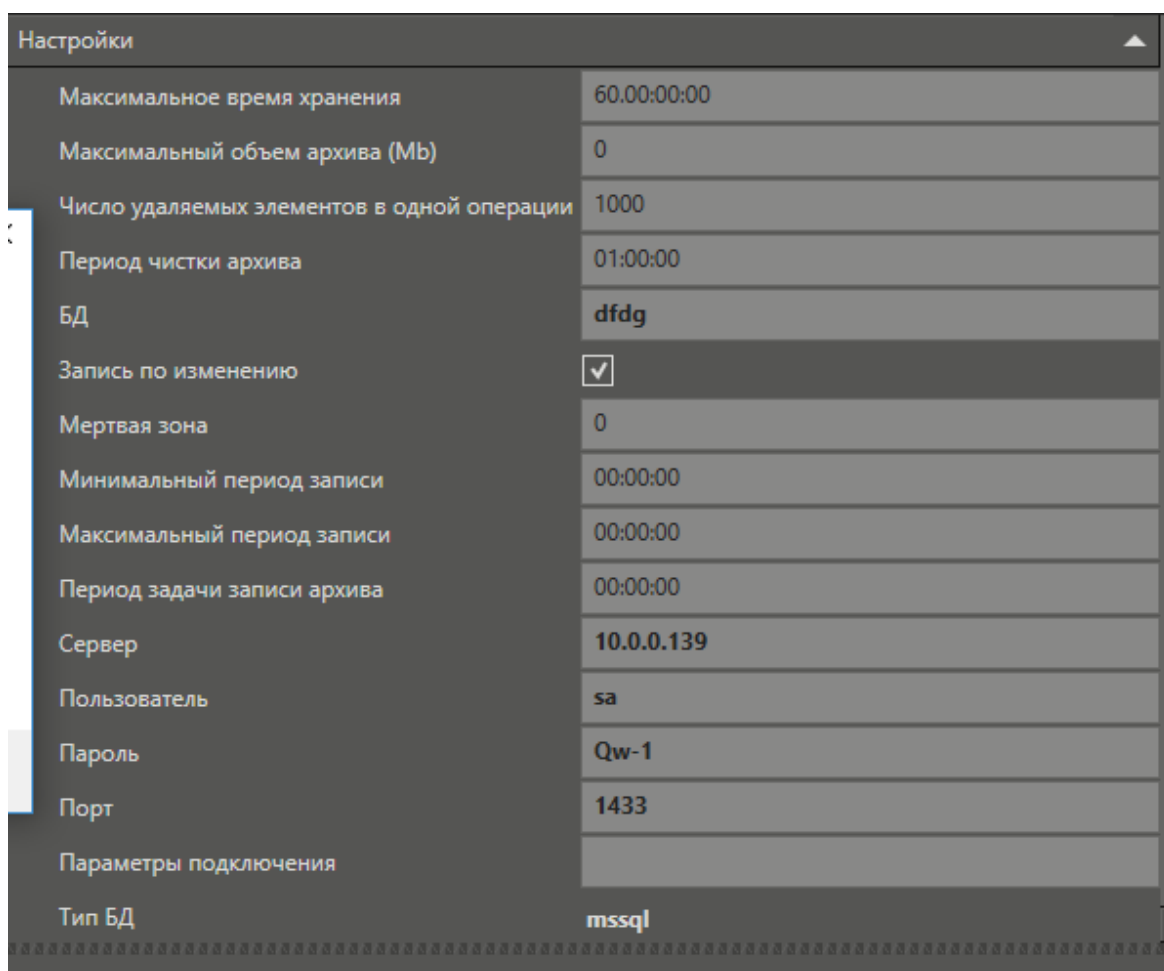 Настройки
Максимальное время хранения 60.00:00:00
Максимальный объем архива (Mb) 0
Число удаляемых элементов в одной операции 1000
Период чистки архива 01:00:00
БД dfdg
Запись по изменению
Мертвая зона 0
Минимальный период записи 00:00:00
Максимальный период записи 00:00:00
Период задачи записи архива 00:00:00
Сервер 10.0.0.139
Пользователь sa
Пароль Qw-1
Порт 1433
Параметры подключения
Тип БД mssql